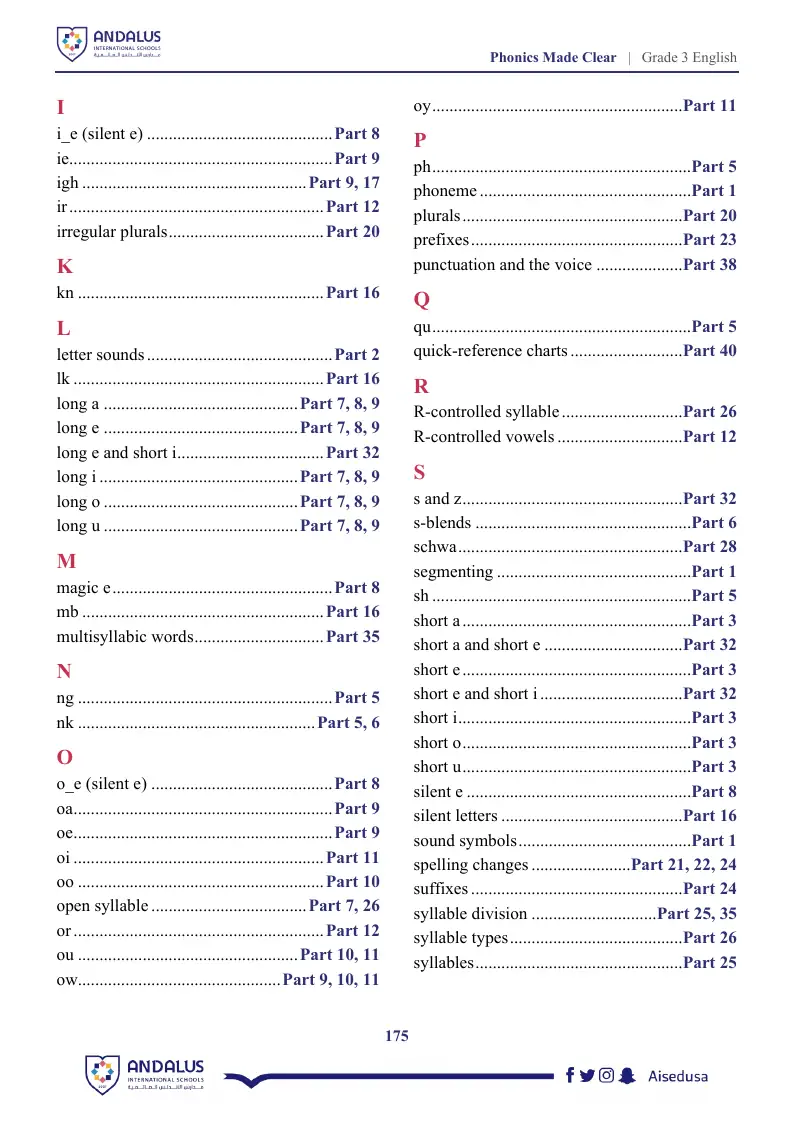 ANDALUS
INTERNATIONAL SCHOOLS
مدارس الأندلس العالمية
Phonics Made Clear | Grade 3 English
I
i_e (silent e) ........................................... Part 8
ie............................................................. Part 9
igh .................................................... Part 9, 17
ir ........................................................... Part 12
irregular plurals.................................... Part 20
K
kn ......................................................... Part 16
L
letter sounds ........................................... Part 2
lk .......................................................... Part 16
long a ............................................. Part 7, 8, 9
long e ............................................. Part 7, 8, 9
long e and short i.................................. Part 32
long i .............................................. Part 7, 8, 9
long o ............................................. Part 7, 8, 9
long u ............................................. Part 7, 8, 9
M
magic e ................................................... Part 8
mb ........................................................ Part 16
multisyllabic words.............................. Part 35
N
ng ........................................................... Part 5
nk ....................................................... Part 5, 6
O
o_e (silent e) .......................................... Part 8
oa............................................................ Part 9
oe............................................................ Part 9
oi .......................................................... Part 11
oo ......................................................... Part 10
open syllable .................................... Part 7, 26
or .......................................................... Part 12
ou ................................................... Part 10, 11
ow............................................... Part 9, 10, 11
oy.......................................................... Part 11
P
ph............................................................ Part 5
phoneme ................................................. Part 1
plurals ................................................... Part 20
prefixes ................................................. Part 23
punctuation and the voice .................... Part 38
Q
qu............................................................ Part 5
quick-reference charts .......................... Part 40
R
R-controlled syllable ............................ Part 26
R-controlled vowels ............................. Part 12
S
s and z................................................... Part 32
s-blends .................................................. Part 6
schwa .................................................... Part 28
segmenting ............................................. Part 1
sh ............................................................ Part 5
short a ..................................................... Part 3
short a and short e ................................ Part 32
short e ..................................................... Part 3
short e and short i ................................. Part 32
short i...................................................... Part 3
short o..................................................... Part 3
short u..................................................... Part 3
silent e .................................................... Part 8
silent letters .......................................... Part 16
sound symbols........................................ Part 1
spelling changes ....................... Part 21, 22, 24
suffixes ................................................. Part 24
syllable division ............................. Part 25, 35
syllable types ........................................ Part 26
syllables................................................ Part 25
175
ANDALUS
INTERNATIONAL SCHOOLS
مدارس الأندلس العالمية
Aisedusa